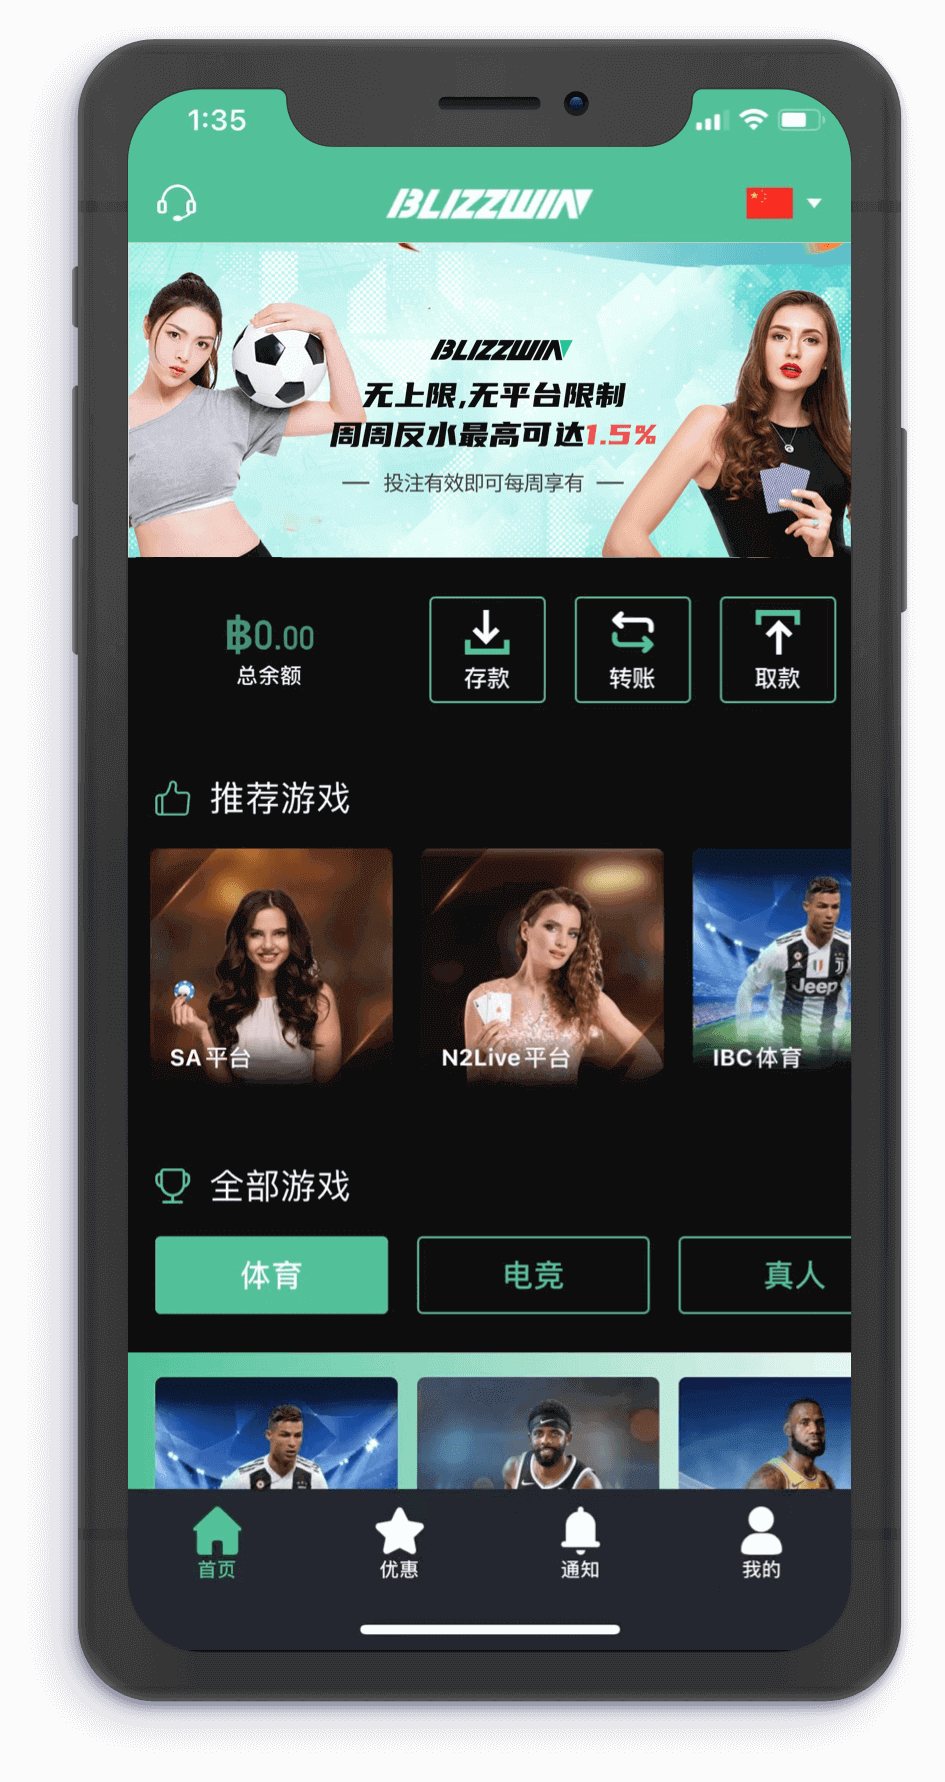 1:35
BLIZZWIN
BLIZZWIN
无上限,无平台限制
周周反水最高可达1.5%
投注有效即可每周享有
฿0.00
总余额
存款
转账
取款
推荐游戏
SA平台
N2Live平台
IBC体育
Jeep
全部游戏
体育
电竞
真人
首页
优惠
通知
我的